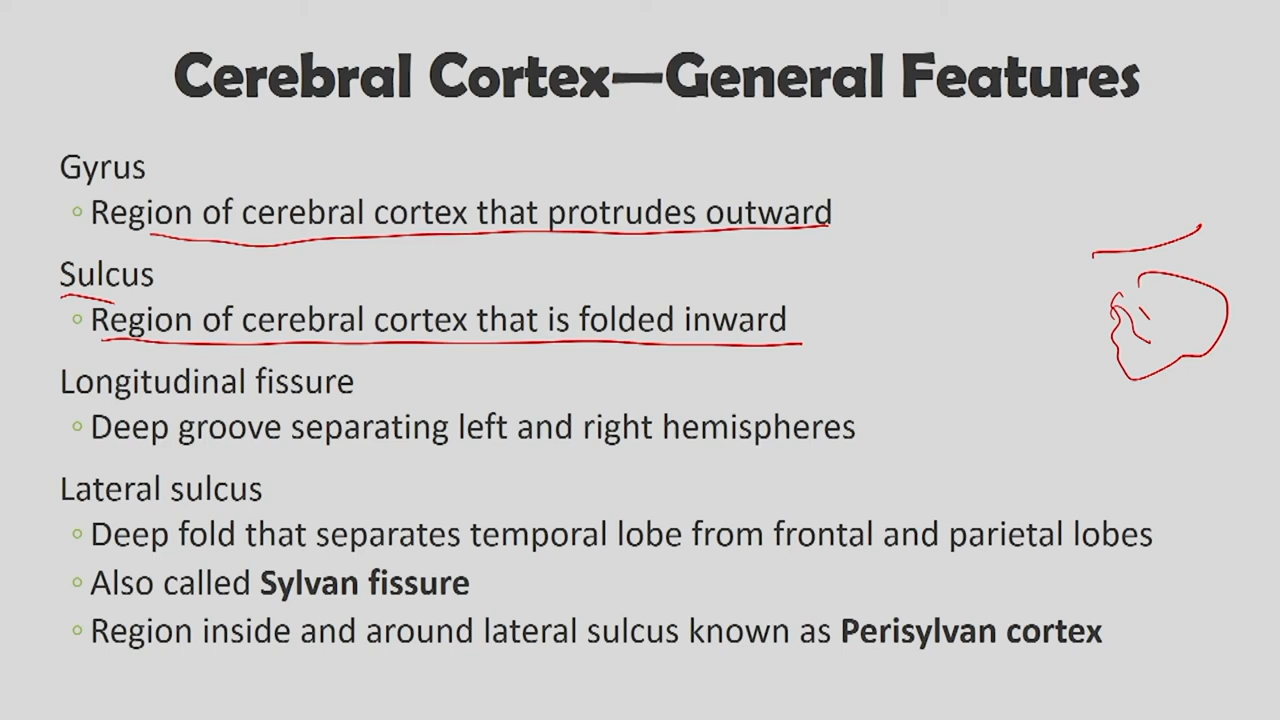 Cerebral Cortex—General Features
Gyrus
◦ Region of cerebral cortex that protrudes outward
Sulcus
◦ Region of cerebral cortex that is folded inward
Longitudinal fissure
◦ Deep groove separating left and right hemispheres
Lateral sulcus
◦ Deep fold that separates temporal lobe from frontal and parietal lobes
◦ Also called Sylvan fissure
◦ Region inside and around lateral sulcus known as Perisylvan cortex